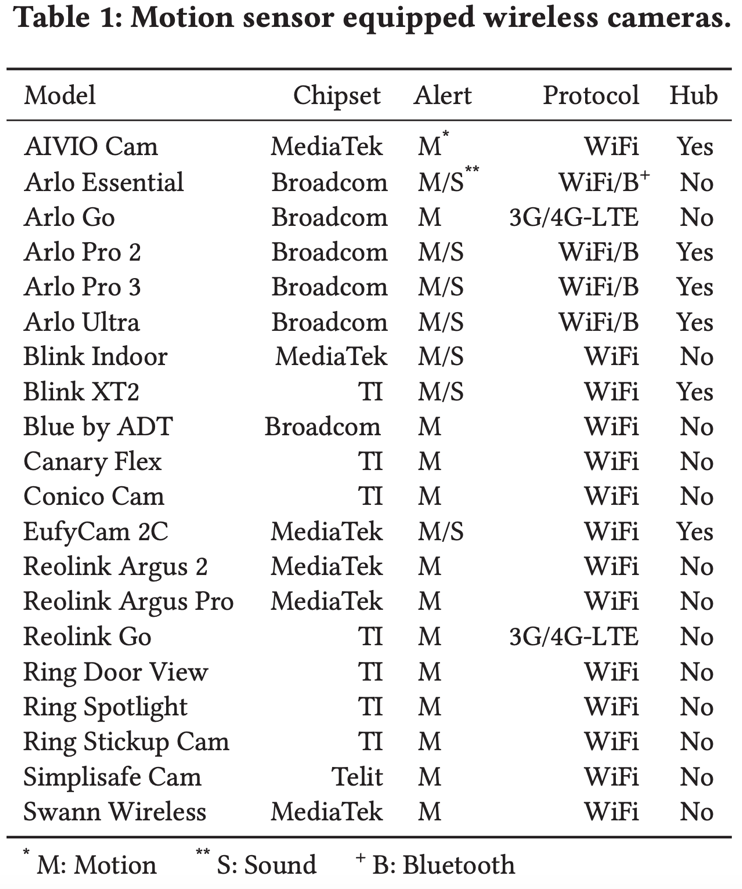 Table 1: Motion sensor equipped wireless cameras.
Model Chipset Alert Protocol Hub
AIVIO Cam MediaTek M* WiFi Yes
Arlo Essential Broadcom M/S** WiFi/B+ No
Arlo Go Broadcom M 3G/4G-LTE No
Arlo Pro 2 Broadcom M/S WiFi/B Yes
Arlo Pro 3 Broadcom M/S WiFi/B Yes
Arlo Ultra Broadcom M/S WiFi/B Yes
Blink Indoor MediaTek M/S WiFi No
Blink XT2 TI M/S WiFi Yes
Blue by ADT Broadcom M WiFi No
Canary Flex TI M WiFi No
Conico Cam TI M WiFi No
EufyCam 2C MediaTek M/S WiFi Yes
Reolink Argus 2 MediaTek M WiFi No
Reolink Argus Pro MediaTek M WiFi No
Reolink Go TI M 3G/4G-LTE No
Ring Door View TI M WiFi No
Ring Spotlight TI M WiFi No
Ring Stickup Cam TI M WiFi No
Simplisafe Cam Telit M WiFi No
Swann Wireless MediaTek M WiFi No
* M: Motion ** S: Sound + B: Bluetooth